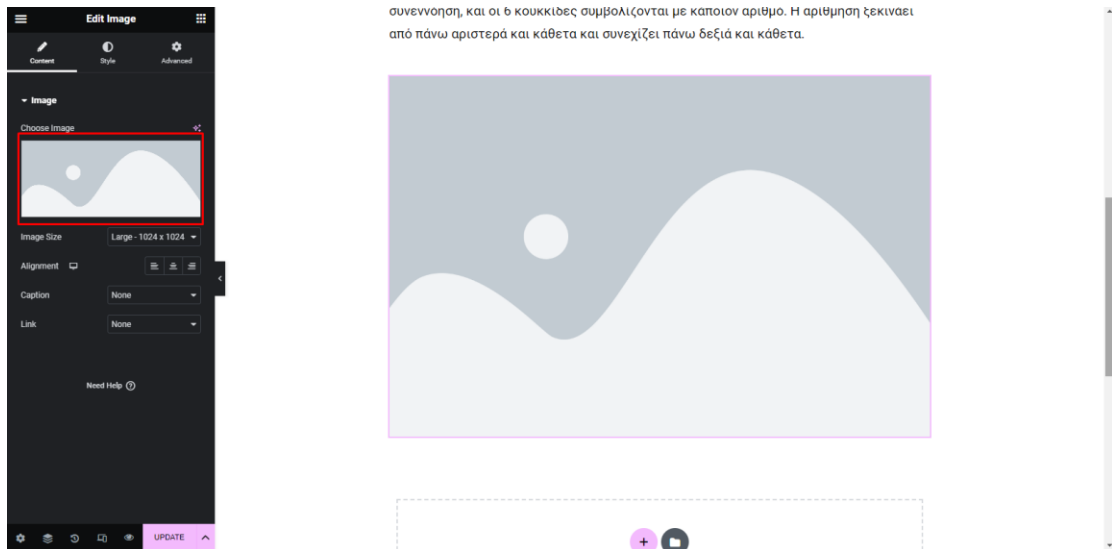 Edit Image
Content
Style
Advanced
Image
Choose Image
Image Size
Large - 1024 x 1024
Alignment
Caption
None
Link
None
Need Help ?
UPDATE
συνεννόηση, και οι 6 κουκκίδες συμβολίζονται με κάποιον αριθμό. Η αρίθμηση ξεκινάει
από πάνω αριστερά και κάθετα και συνεχίζει πάνω δεξιά και κάθετα.